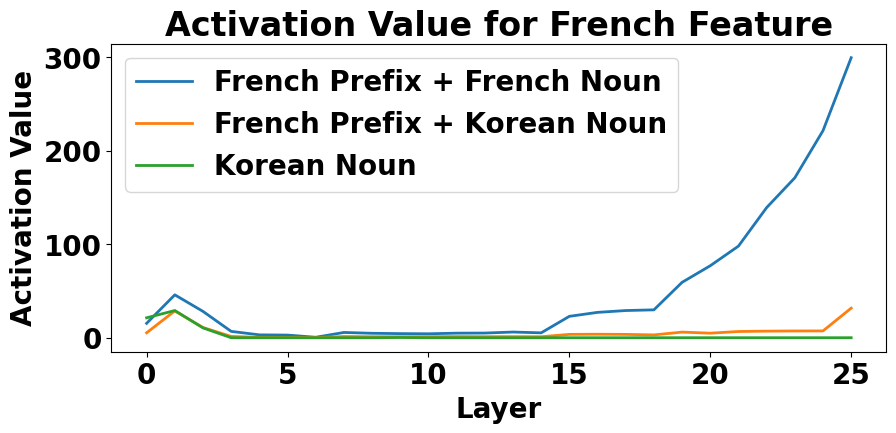 Activation Value for French Feature
300
200
100
0
Activation Value
French Prefix + French Noun
French Prefix + Korean Noun
Korean Noun
0 5 10 15 20 25
Layer